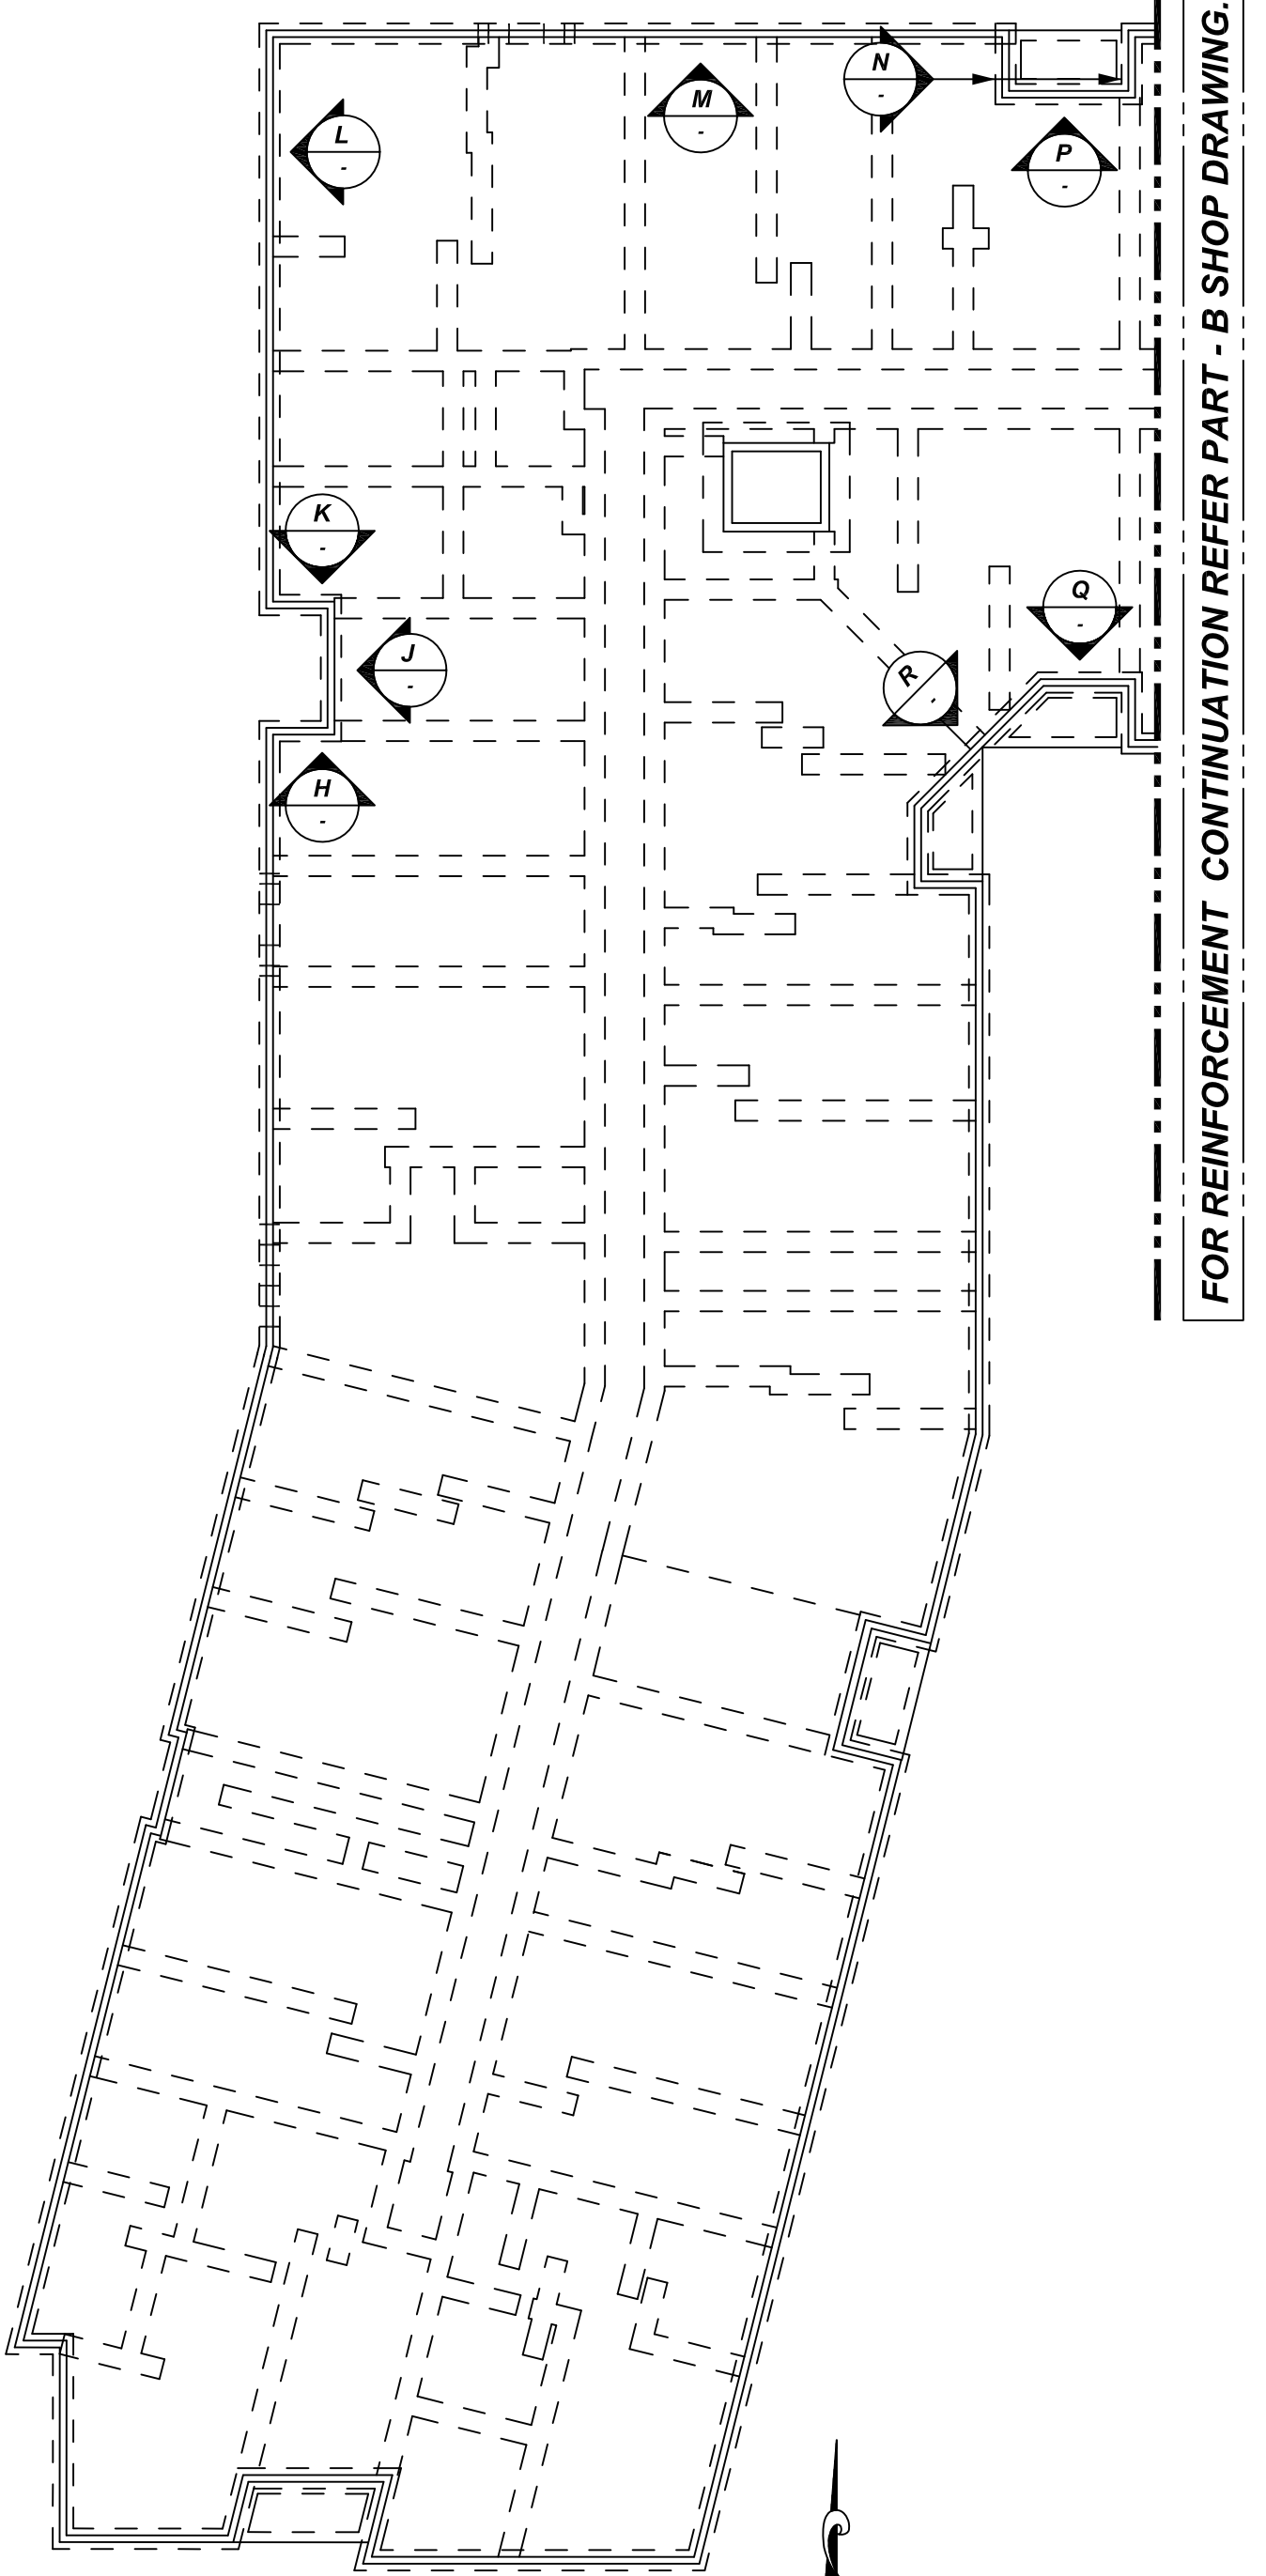 N
-
M
-
L
-
P
-
K
-
Q
-
J
-
R
-
H
-
FOR REINFORCEMENT CONTINUATION REFER PART - B SHOP DRAWING.